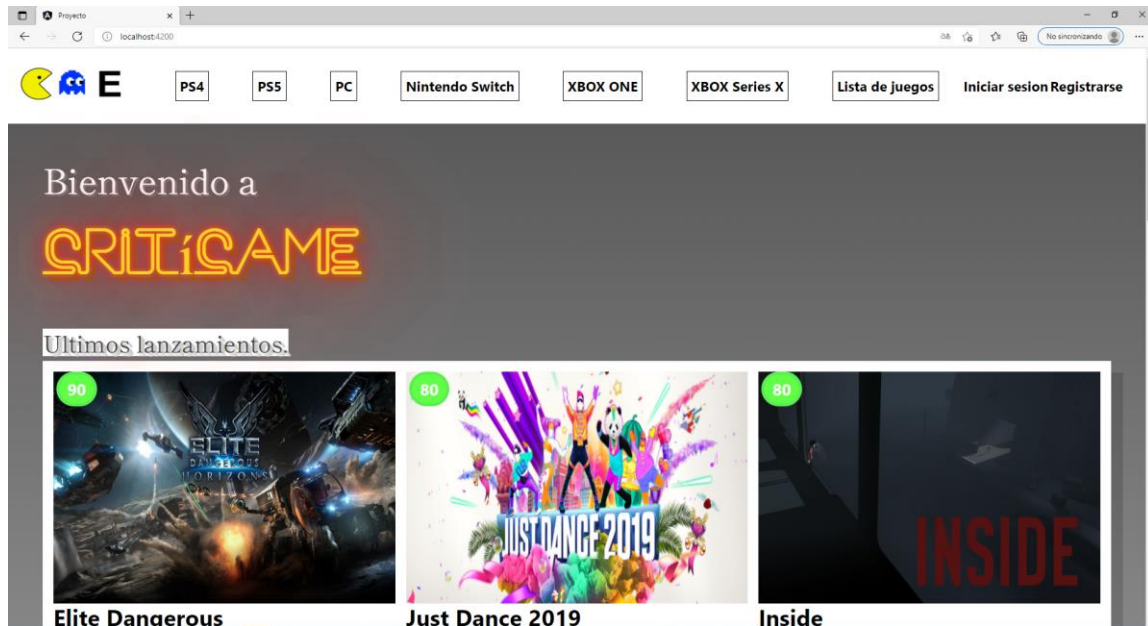 Proyecto
localhost:4200
No sincronizando
E
PS4
PS5
PC
Nintendo Switch
XBOX ONE
XBOX Series X
Lista de juegos
Iniciar sesion Registrarse
Bienvenido a
CRITíCAME
Ultimos lanzamientos.
90
ELITE
DANGEROUS
HORIZONS
80
JUST DANCE 2019
80
INSIDE
Elite Dangerous
Just Dance 2019
Inside